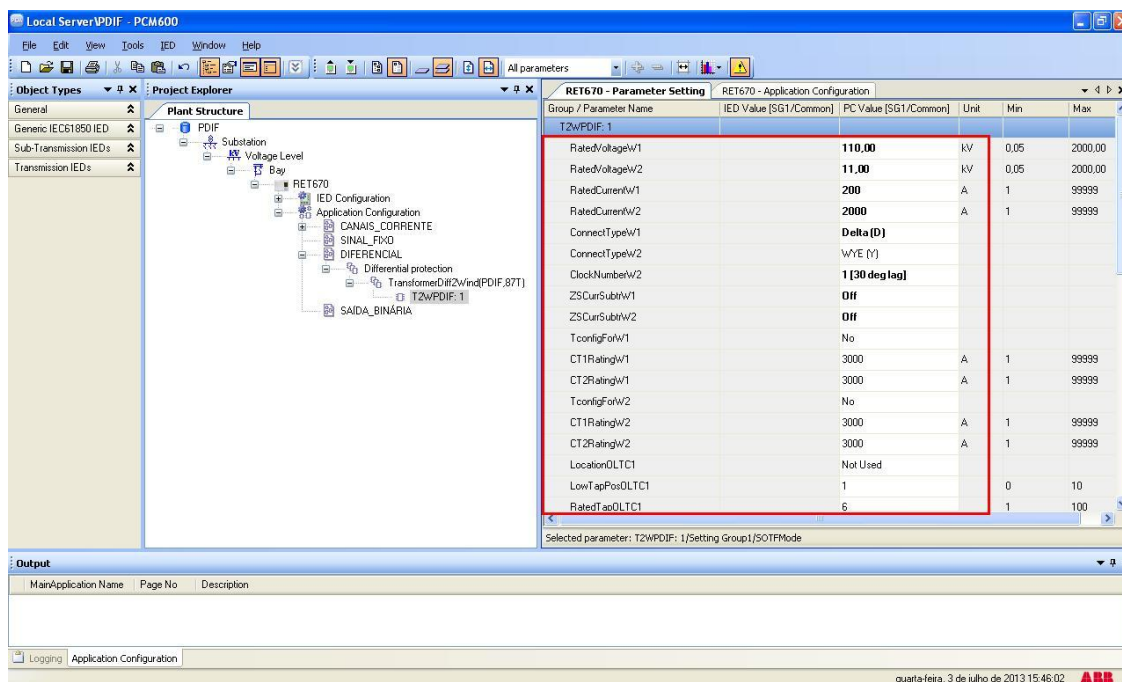 Local Server\PDIF - PCM600
File Edit View Tools IED Window Help
All parameters
Object Types
General
Generic IEC61850 IED
Sub-Transmission IEDs
Transmission IEDs
Project Explorer
Plant Structure
PDIF
Substation
Voltage Level
Bay
RET670
IED Configuration
Application Configuration
CANAIS_CORRENTE
SINAL_FIXO
DIFERENCIAL
Differential protection
TransformerDiff2Wind(PDIF,87T)
T2WPDIF: 1
SAÍDA_BINÁRIA
RET670 - Parameter Setting RET670 - Application Configuration
Group / Parameter Name IED Value [SG1/Common] PC Value [SG1/Common] Unit Min Max
T2WPDIF: 1
RatedVoltageW1 110,00 kV 0,05 2000,00
RatedVoltageW2 11,00 kV 0,05 2000,00
RatedCurrentW1 200 A 1 99999
RatedCurrentW2 2000 A 1 99999
ConnectTypeW1 Delta (D)
ConnectTypeW2 WYE (Y)
ClockNumberW2 1 [30 deg lag]
ZSCurrSubtrW1 Off
ZSCurrSubtrW2 Off
TconfigForW1 No
CT1RatingW1 3000 A 1 99999
CT2RatingW1 3000 A 1 99999
TconfigForW2 No
CT1RatingW2 3000 A 1 99999
CT2RatingW2 3000 A 1 99999
LocationOLTC1 Not Used
LowTapPosOLTC1 1 0 10
RatedTapOLTC1 6 1 100
Selected parameter: T2WPDIF: 1/Setting Group1/SOTFMode
Output
MainApplication Name Page No Description
Logging Application Configuration
quarta-feira, 3 de julho de 2013 15:46:02 ABB